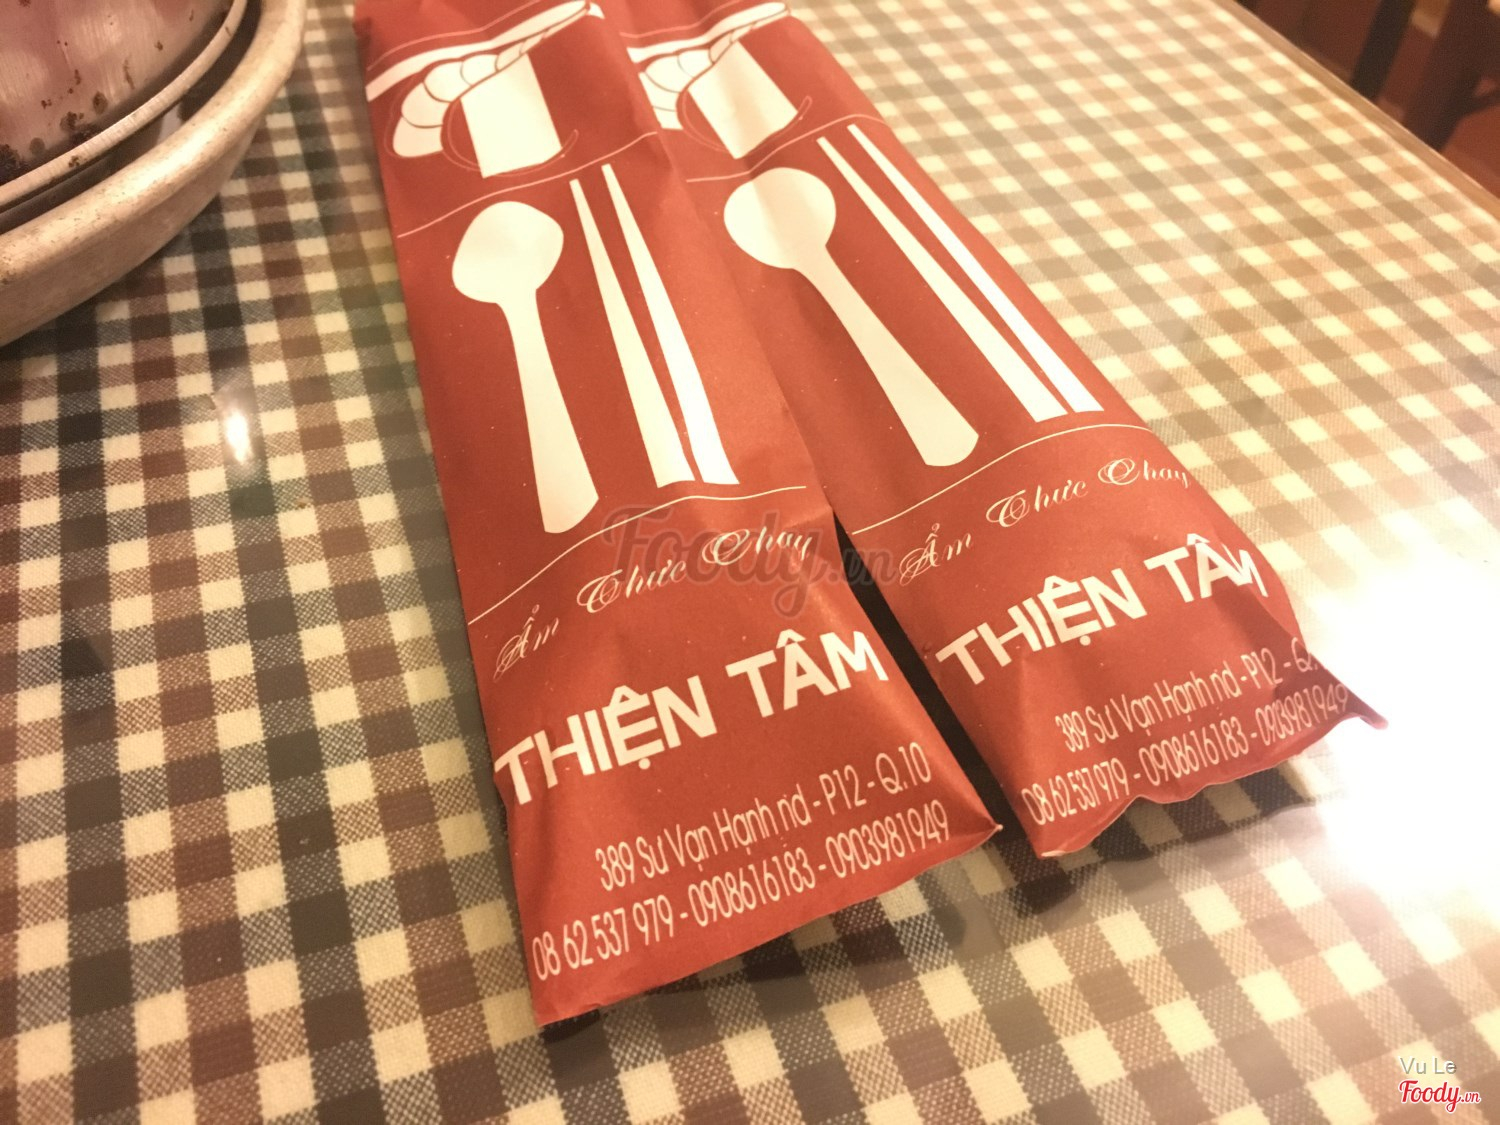 Ẩm Thực Chay
THIỆN TÂM
389 Sư Vạn Hạnh nd - P12 - Q.10
08 62 537 979 - 0908616183 - 0903981949
Ẩm Thực Chay
THIỆN TÂM
389 Sư Vạn Hạnh nd - P12 - Q.
08 62 537 979 - 0908616183 - 0903981949
Foody.vn
Vu Le
Foody.vn